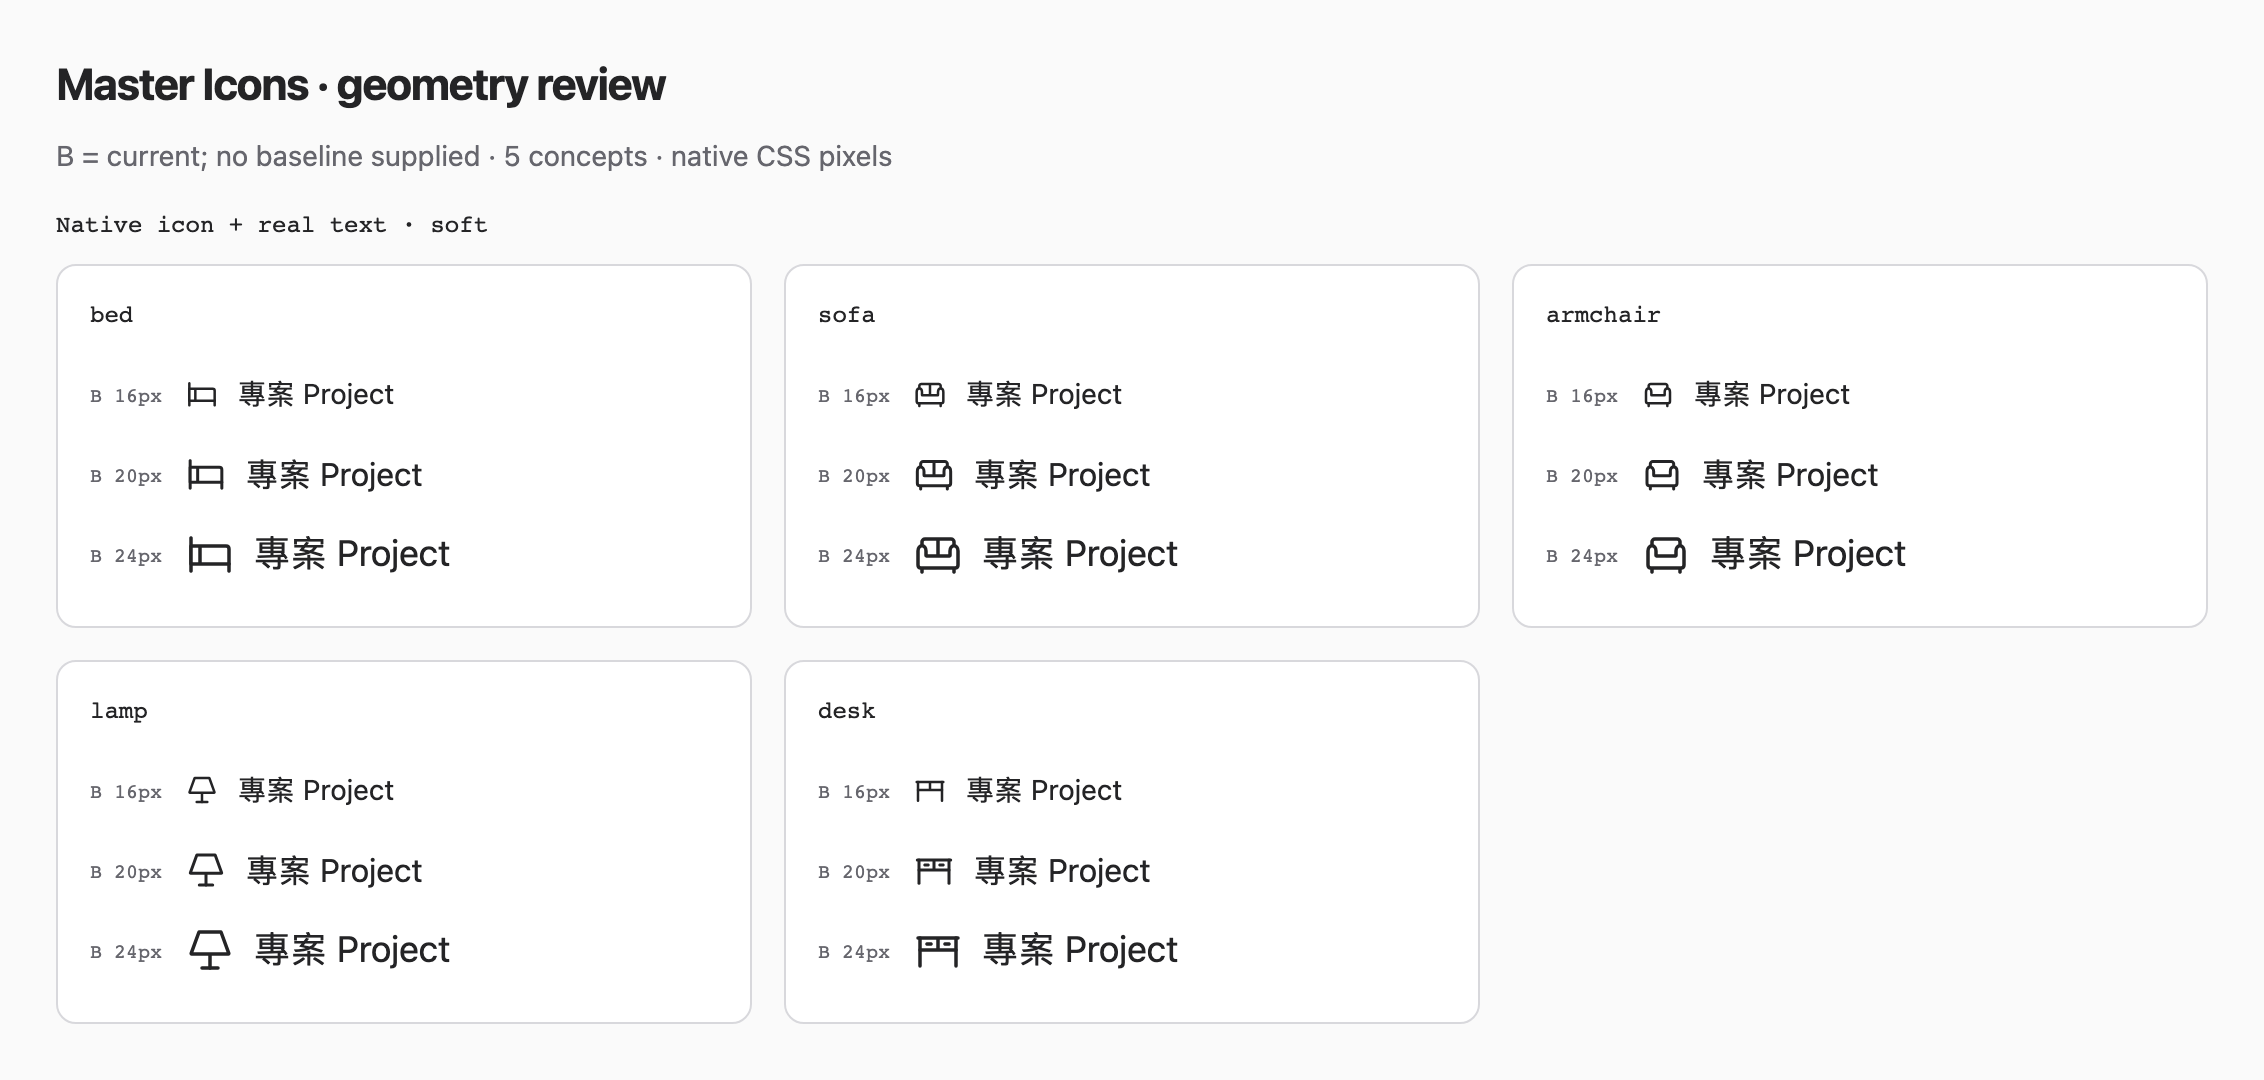 Master Icons · geometry review
B = current; no baseline supplied · 5 concepts · native CSS pixels
Native icon + real text · soft
bed
B 16px 專案 Project
B 20px 專案 Project
B 24px 專案 Project
sofa
B 16px 專案 Project
B 20px 專案 Project
B 24px 專案 Project
armchair
B 16px 專案 Project
B 20px 專案 Project
B 24px 專案 Project
lamp
B 16px 專案 Project
B 20px 專案 Project
B 24px 專案 Project
desk
B 16px 專案 Project
B 20px 專案 Project
B 24px 專案 Project